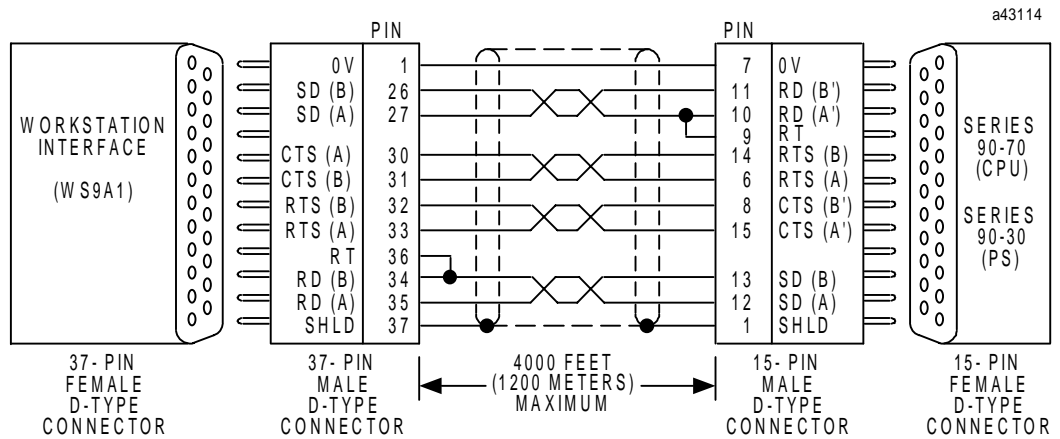 a43114
PIN
PIN
WORKSTATION
INTERFACE
(WS9A1)
0V 1
SD (B) 26
SD (A) 27
CTS (A) 30
CTS (B) 31
RTS (B) 32
RTS (A) 33
RT 36
RD (B) 34
RD (A) 35
SHLD 37
7 0V
11 RD (B')
10 RD (A')
9 RT
14 RTS (B)
6 RTS (A)
8 CTS (B')
15 CTS (A')
13 SD (B)
12 SD (A)
1 SHLD
SERIES
90-70
(CPU)
SERIES
90-30
(PS)
37- PIN
FEMALE
D-TYPE
CONNECTOR
37- PIN
MALE
D-TYPE
CONNECTOR
4000 FEET
(1200 METERS)
MAXIMUM
15- PIN
MALE
D-TYPE
CONNECTOR
15- PIN
FEMALE
D-TYPE
CONNECTOR